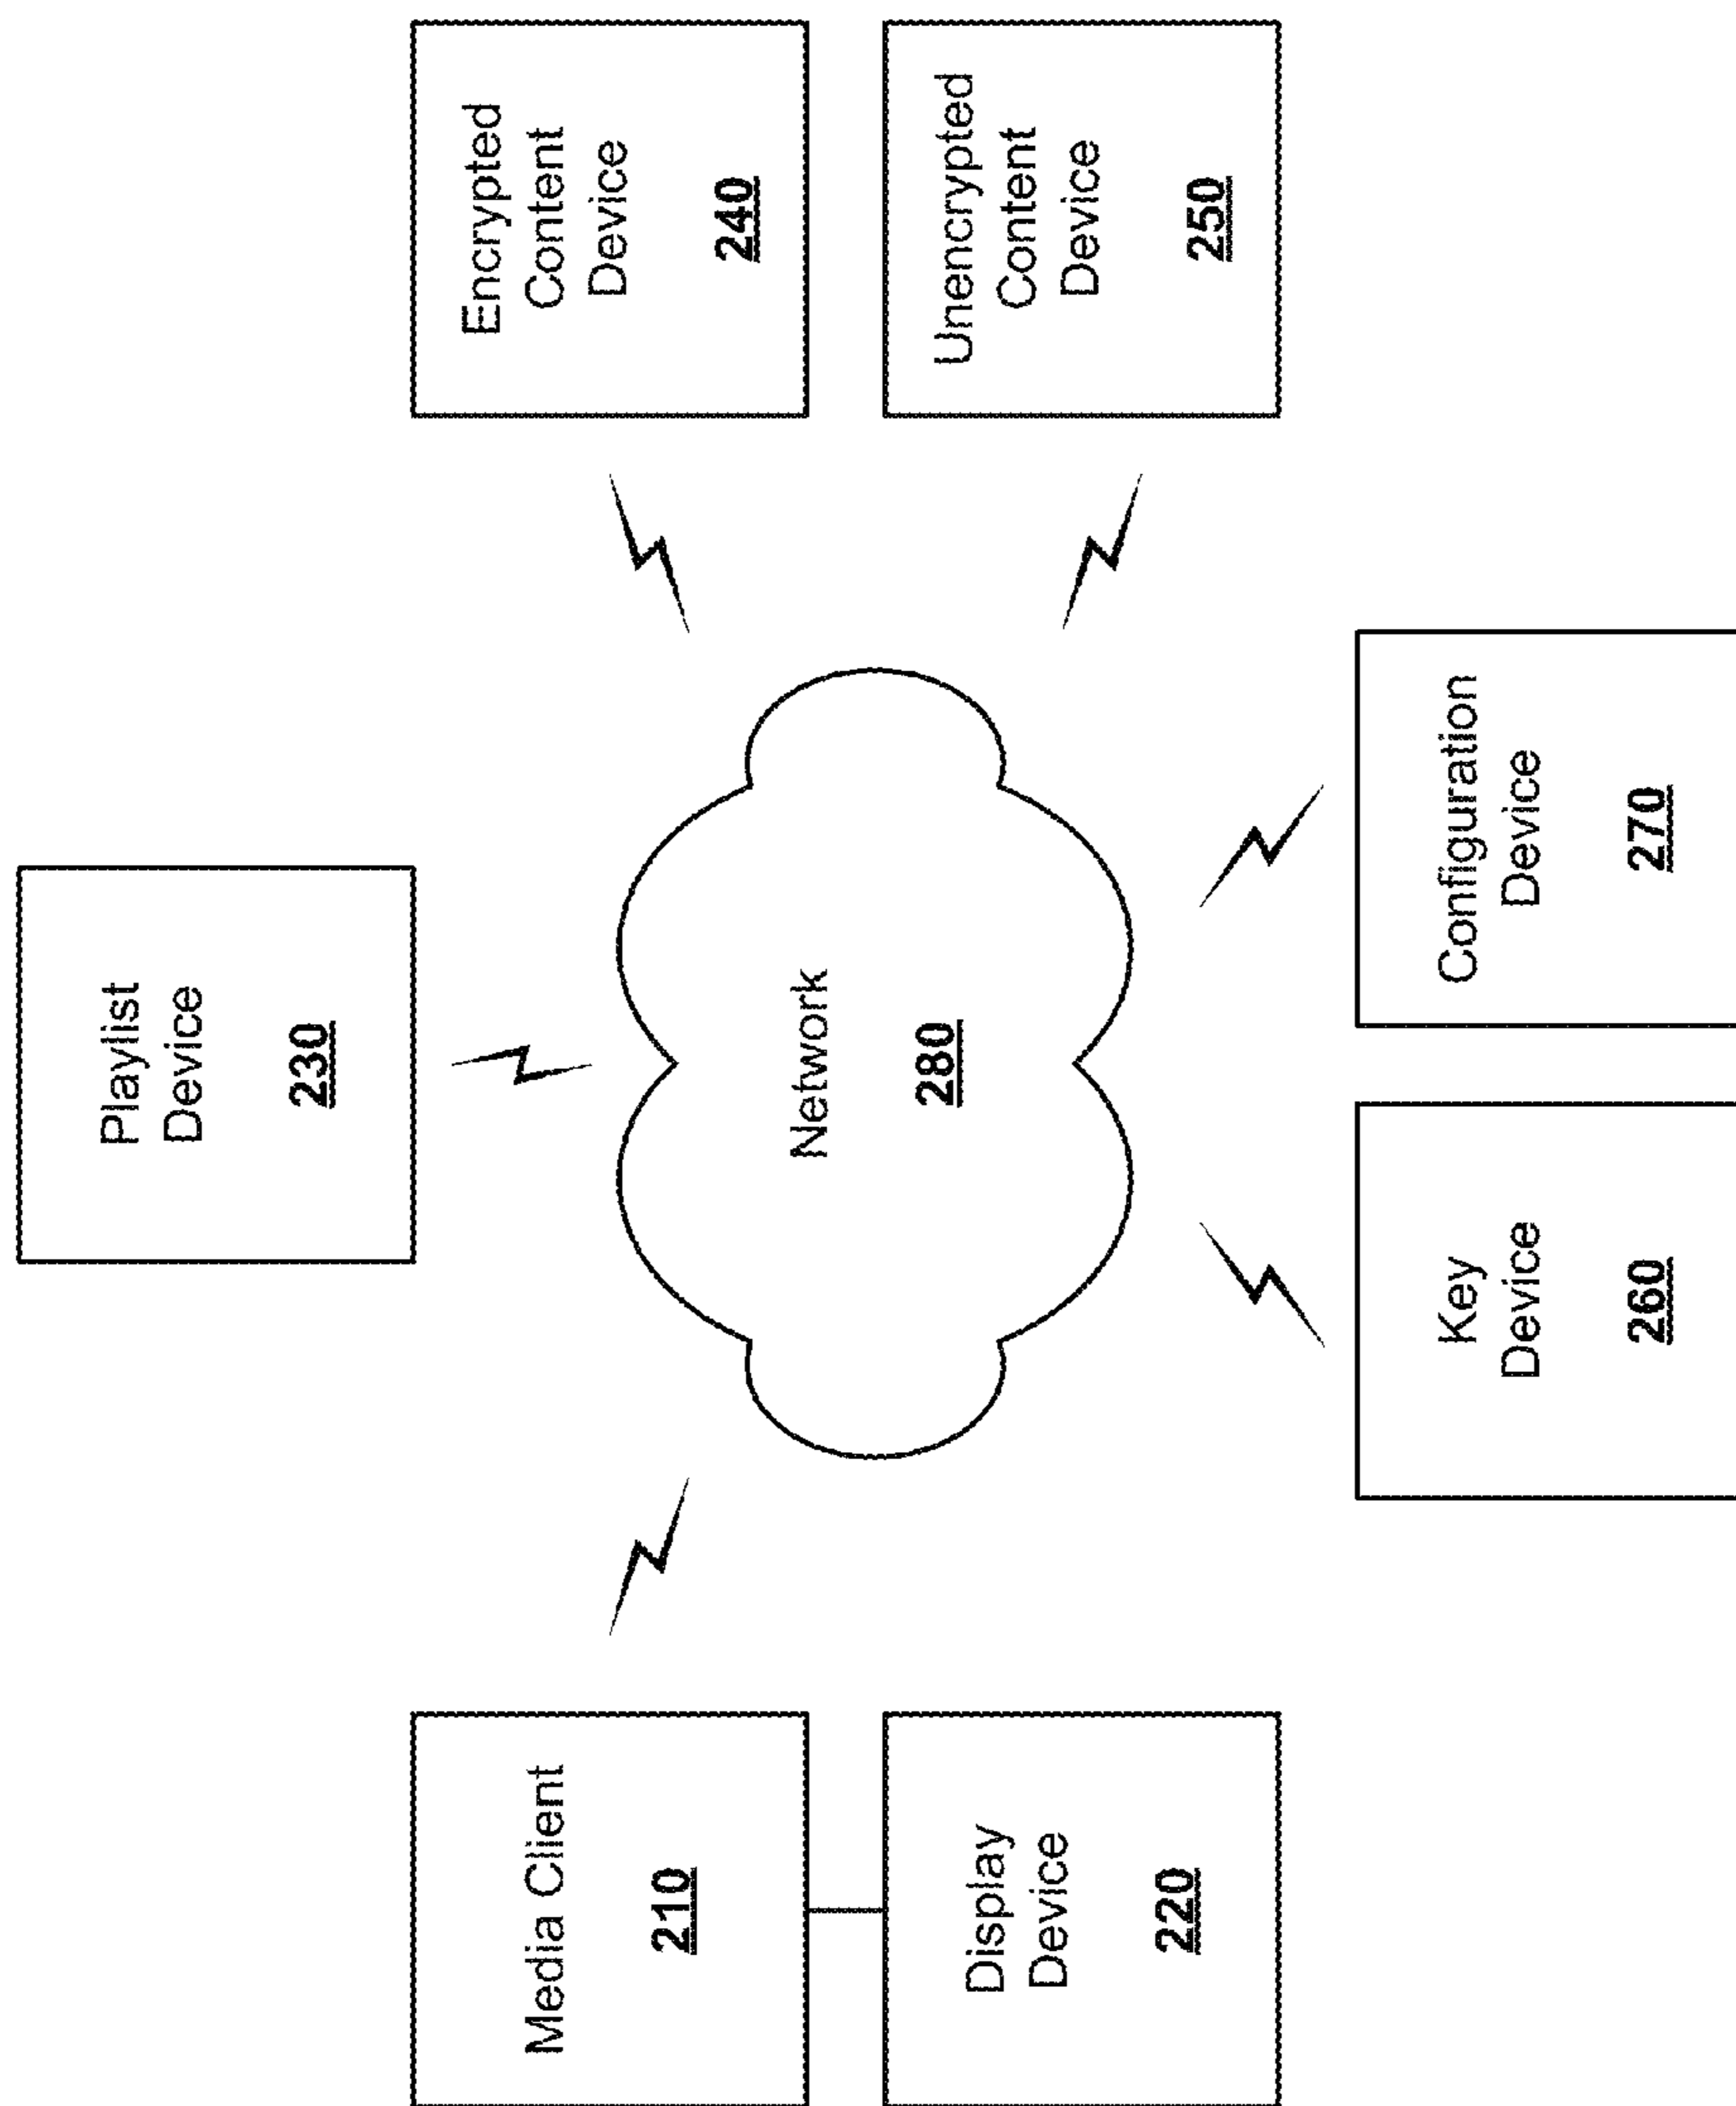 Playlist
Device
230
Media Client
210
Encrypted
Content
Device
240
Network
280
Display
Device
220
Unencrypted
Content
Device
250
Key
Device
260
Configuration
Device
270